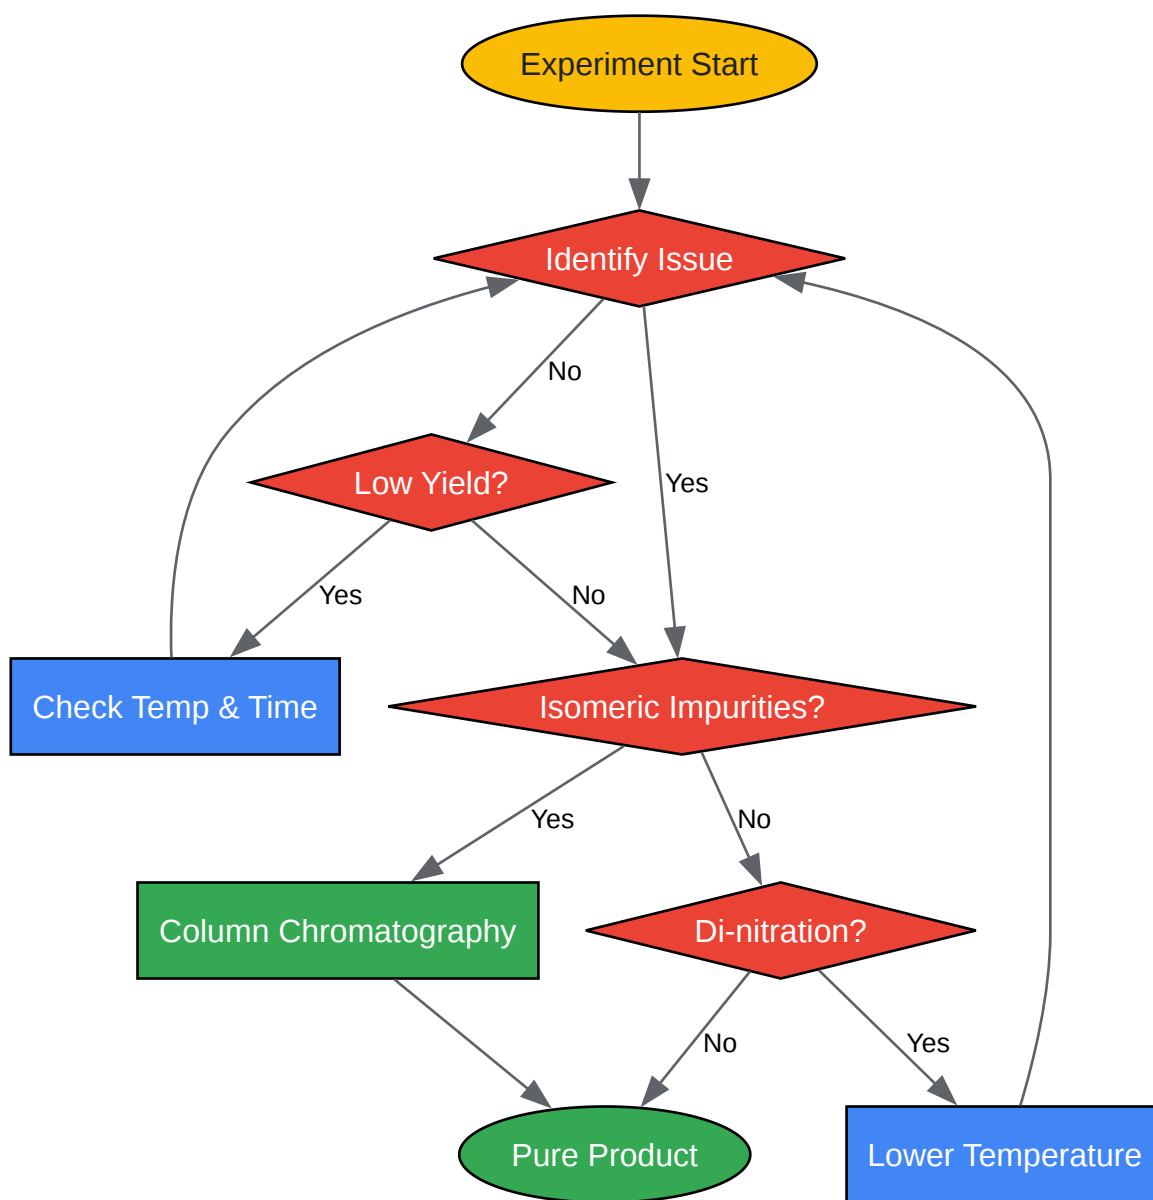 Experiment Start
Identify Issue
No
Low Yield?
Yes
Yes
No
Check Temp & Time
Isomeric Impurities?
Yes
No
Column Chromatography
Di-nitration?
No
Yes
Pure Product
Lower Temperature